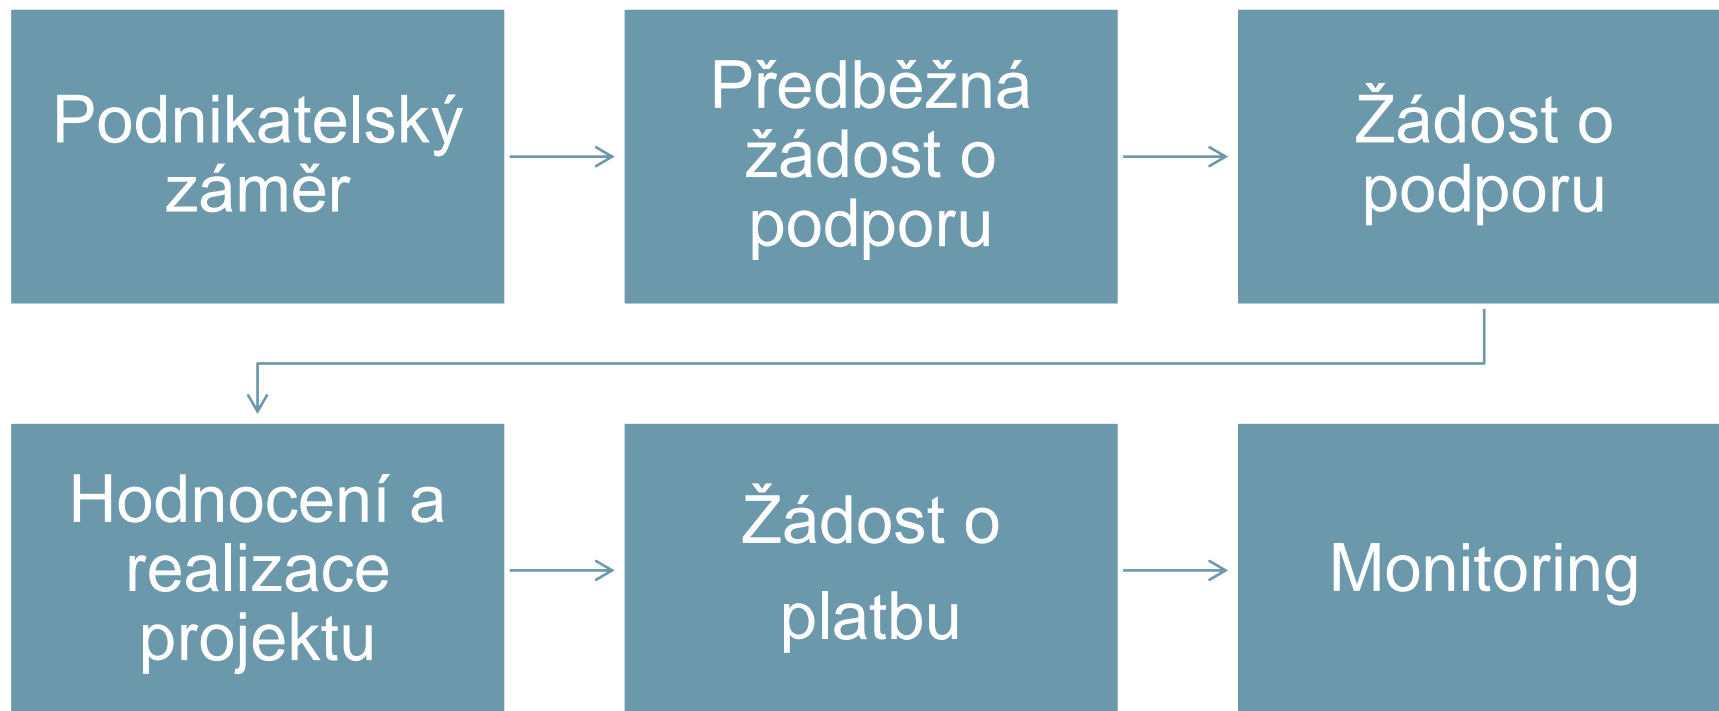 Podnikatelský
záměr
Předběžná
žádost o
podporu
Žádost o
podporu
Hodnocení a
realizace
projektu
Žádost o
platbu
Monitoring